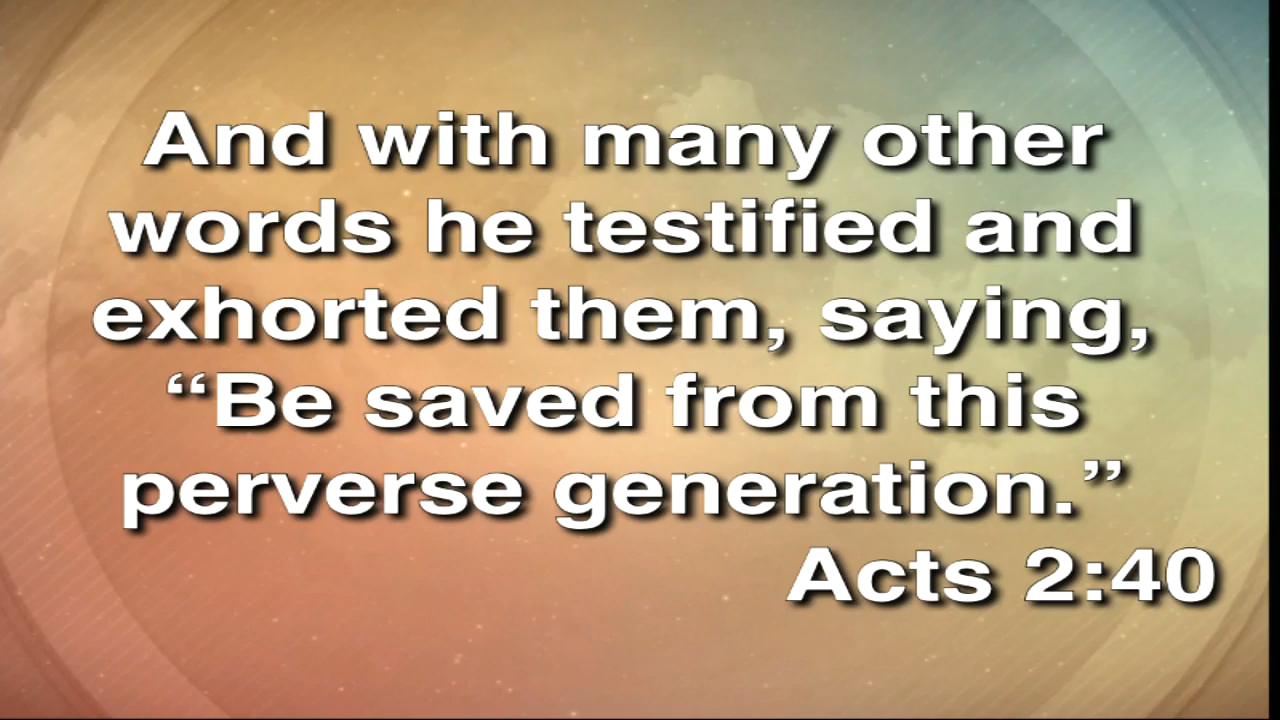 And with many other
words he testified and
exhorted them, saying,
“Be saved from this
perverse generation.”
Acts 2:40